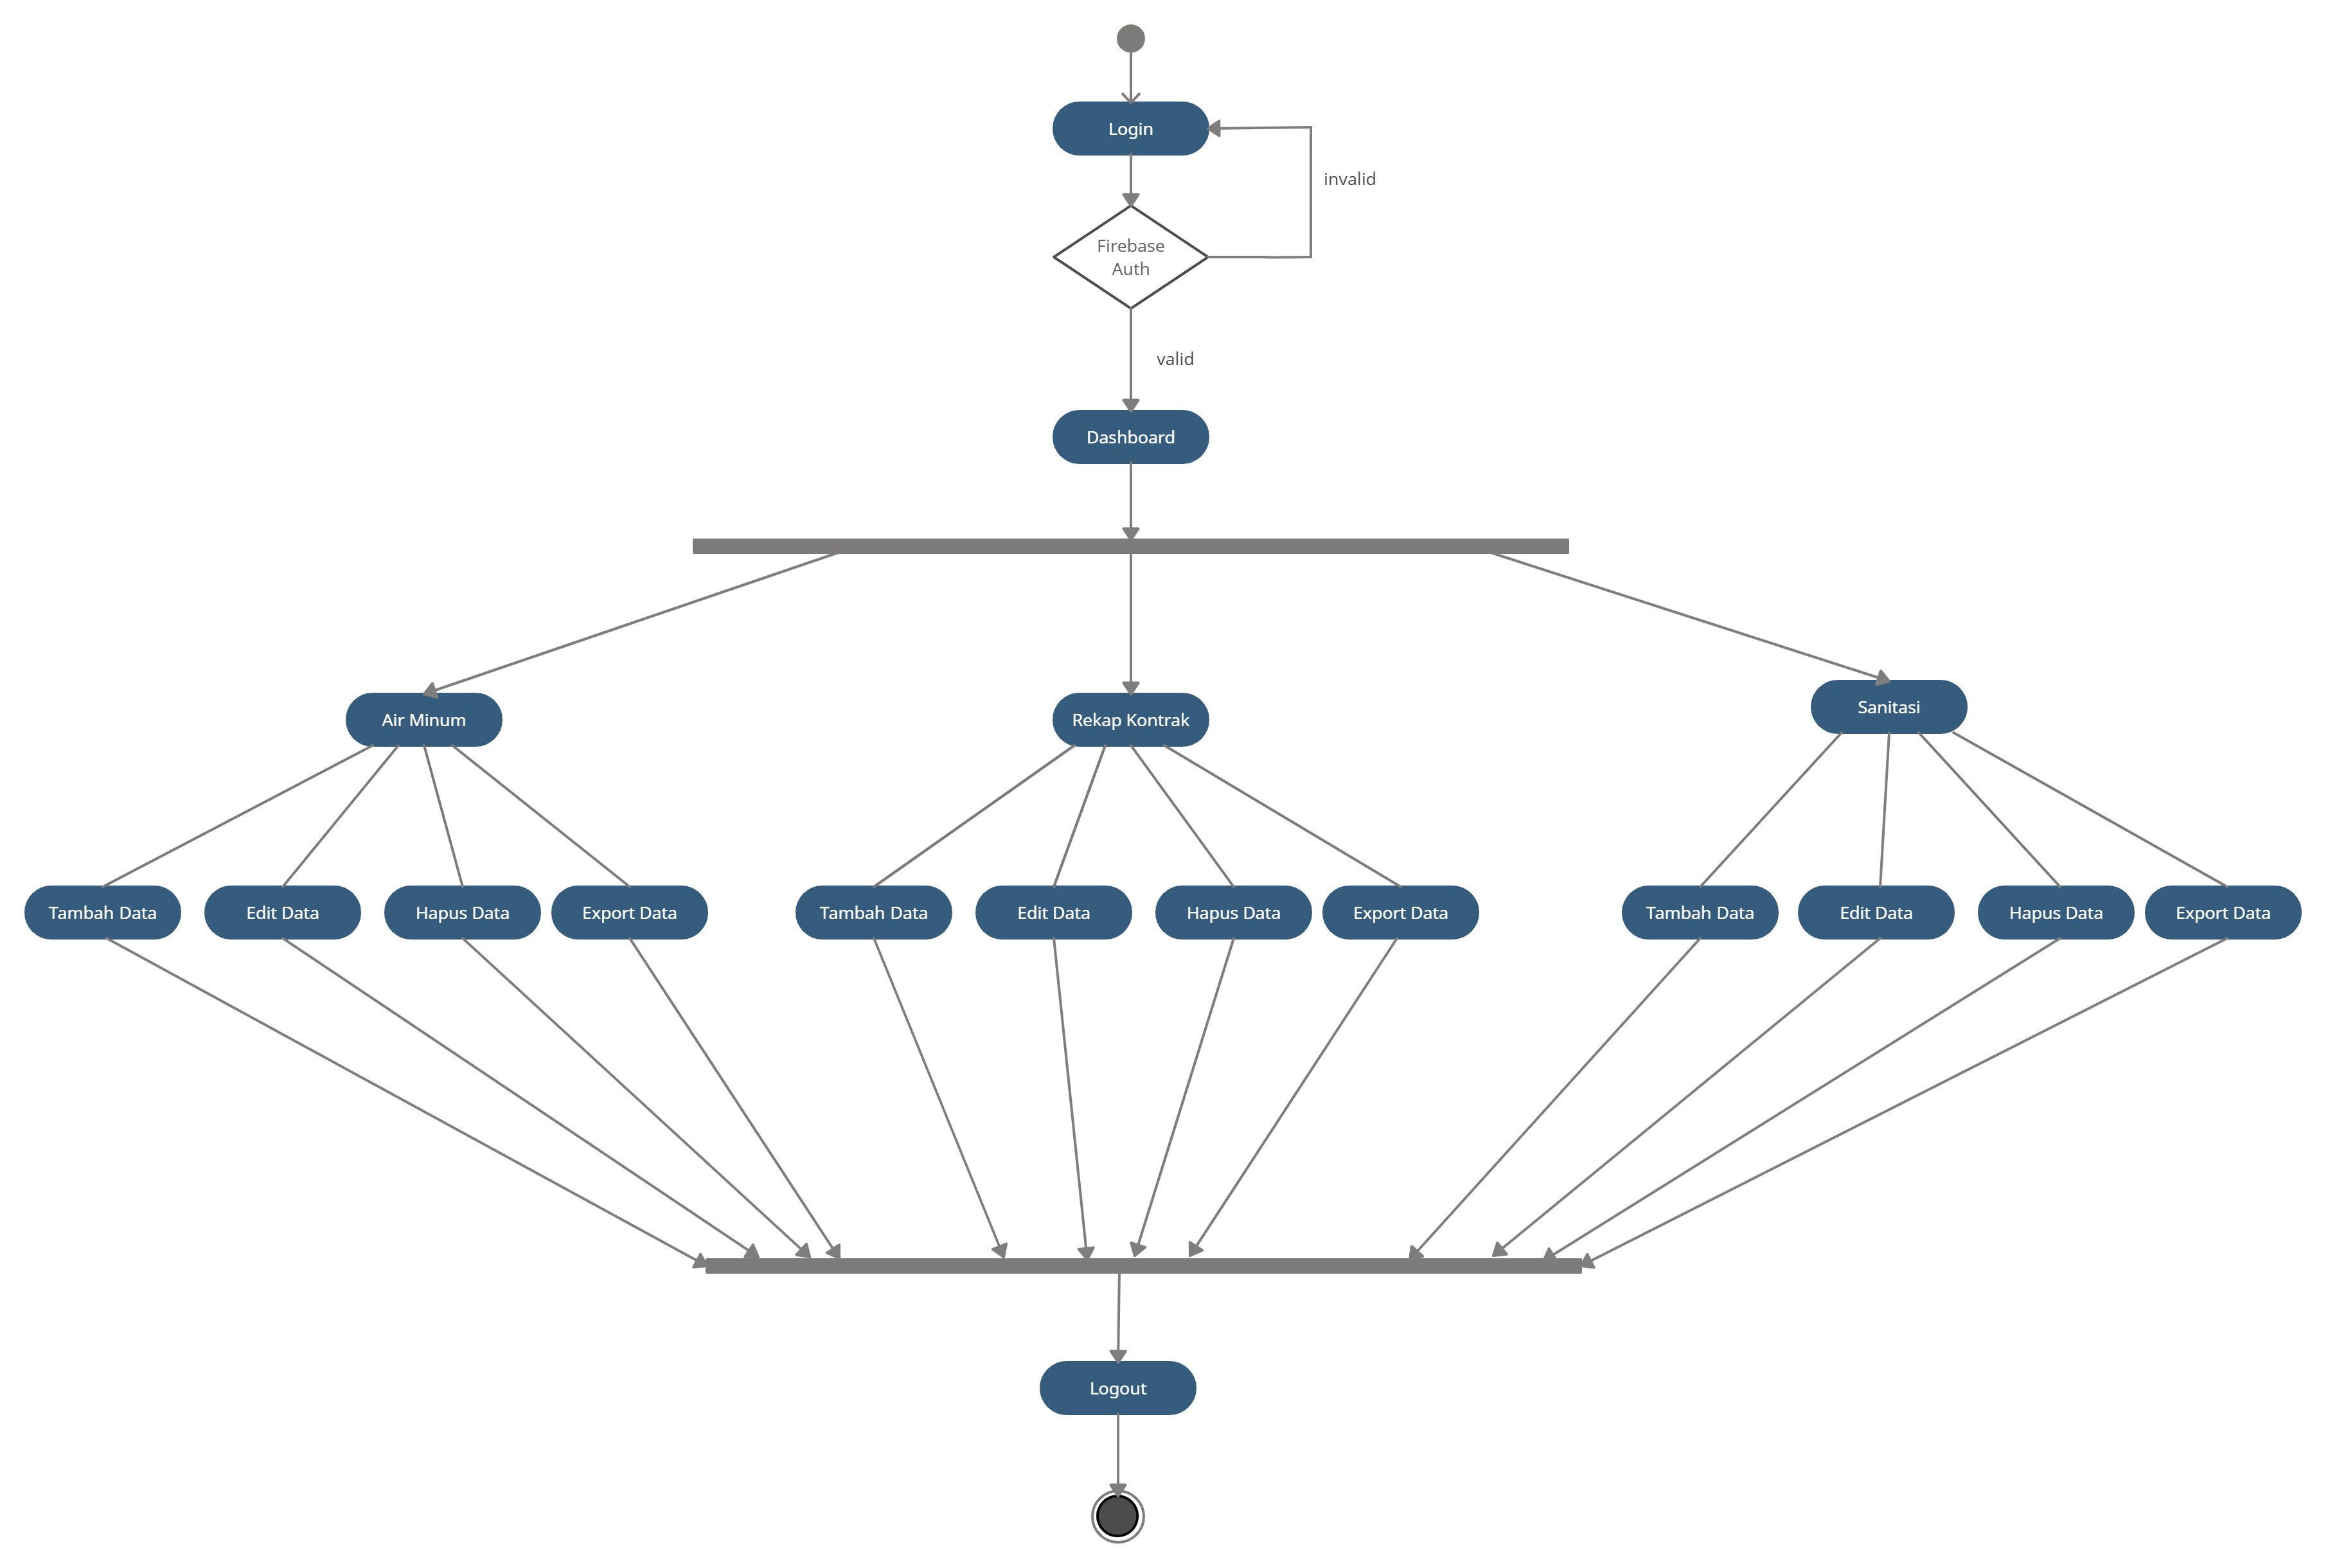 Login
invalid
Firebase
Auth
valid
Dashboard
Air Minum
Rekap Kontrak
Sanitasi
Tambah Data
Edit Data
Hapus Data
Export Data
Tambah Data
Edit Data
Hapus Data
Export Data
Tambah Data
Edit Data
Hapus Data
Export Data
Logout